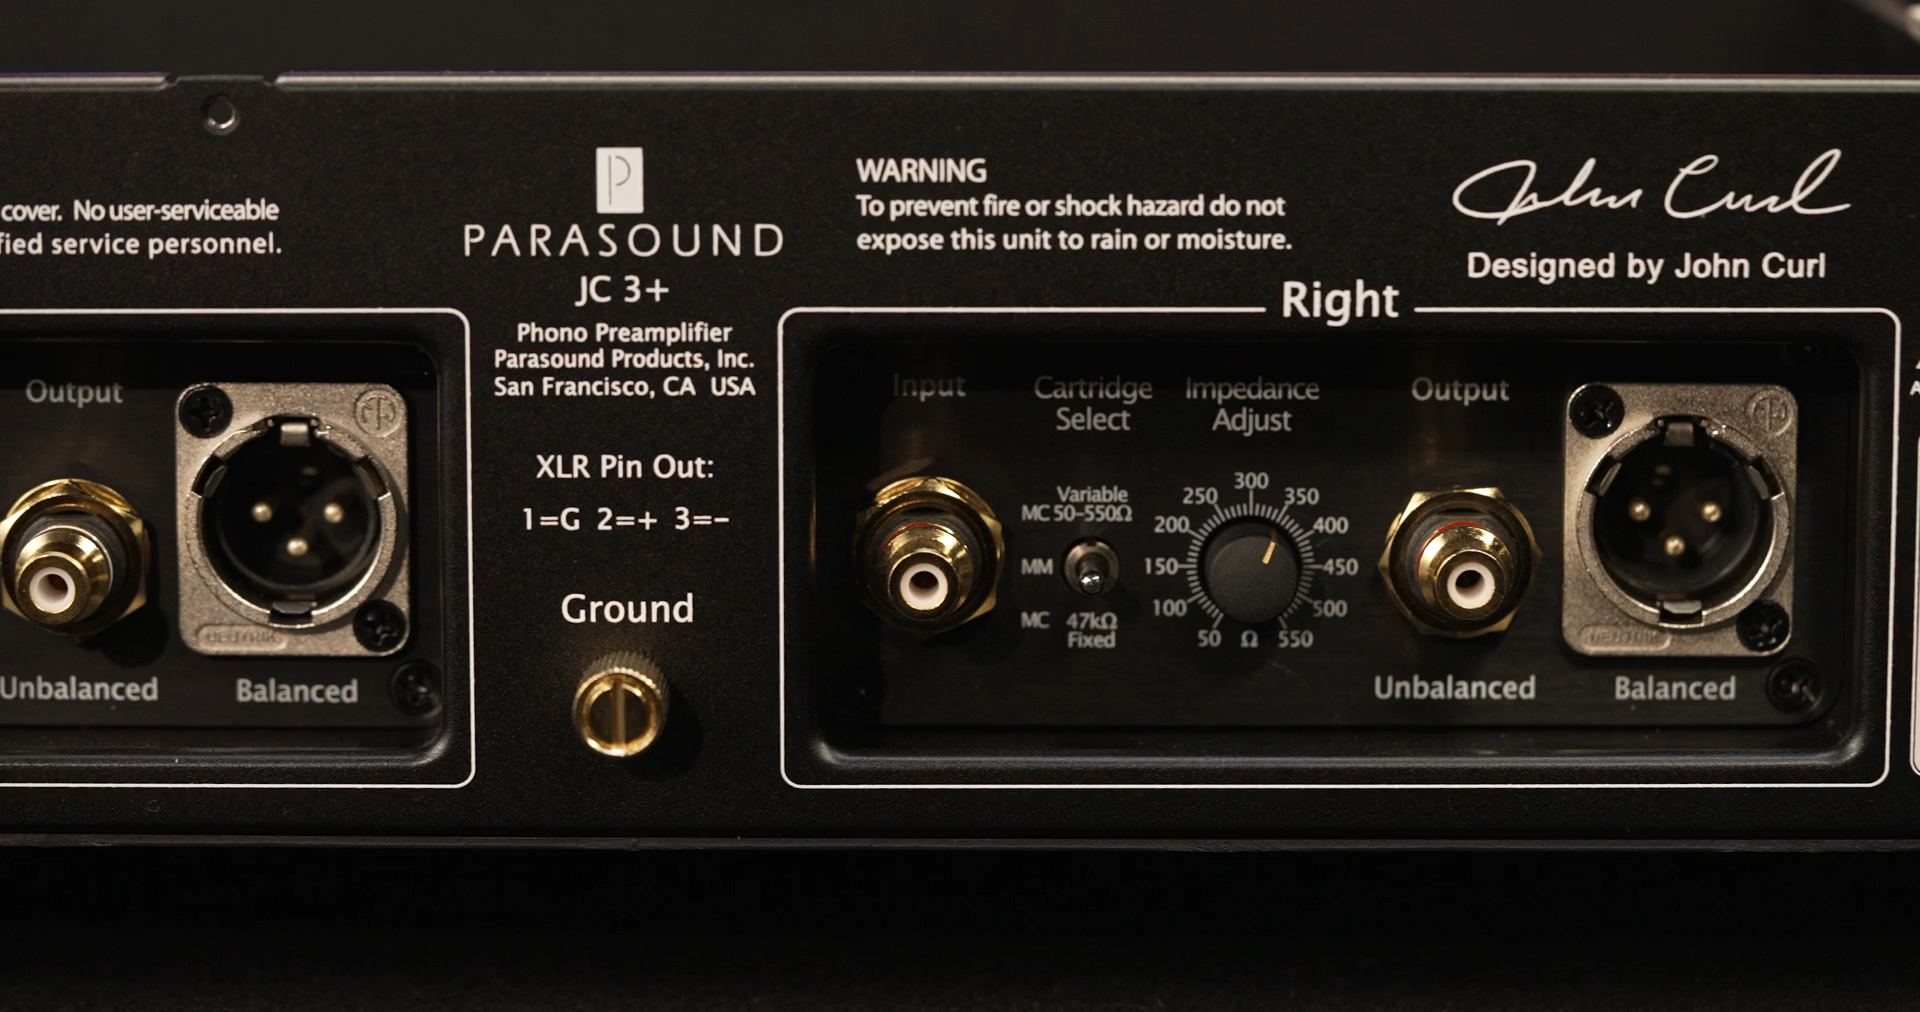 cover. No user-serviceable
fied service personnel.
P
PARASOUND
JC 3+
Phono Preamplifier
Parasound Products, Inc.
San Francisco, CA USA
XLR Pin Out:
1=G 2=+ 3=−
Ground
WARNING
To prevent fire or shock hazard do not
expose this unit to rain or moisture.
John Curl
Designed by John Curl
Output
Unbalanced
Balanced
NEUTRIK
Right
Input
Cartridge
Select
Impedance
Adjust
Output
Variable
MC 50–550Ω
MM
MC 47kΩ
Fixed
50
100
150
200
250
300
350
400
450
500
550
Ω
Unbalanced
Balanced
NEUTRIK